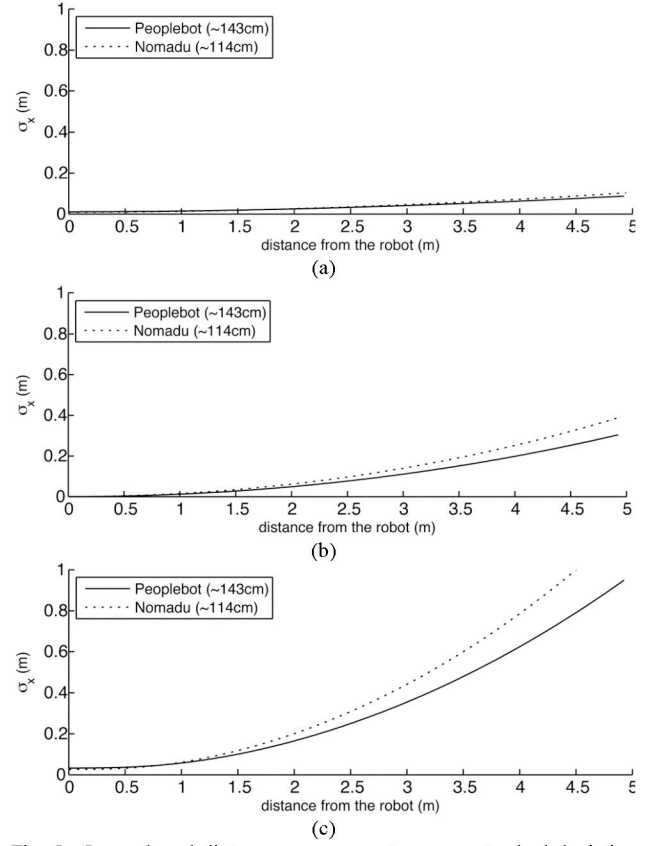 1
Peoplebot (~143cm)
Nomadu (~114cm)
0.8
0.6
σx (m)
0.4
0.2
0
0 0.5 1 1.5 2 2.5 3 3.5 4 4.5 5
distance from the robot (m)
(a)
1
Peoplebot (~143cm)
Nomadu (~114cm)
0.8
0.6
σx (m)
0.4
0.2
0
0 0.5 1 1.5 2 2.5 3 3.5 4 4.5 5
distance from the robot (m)
(b)
1
Peoplebot (~143cm)
Nomadu (~114cm)
0.8
0.6
σx (m)
0.4
0.2
0
0 0.5 1 1.5 2 2.5 3 3.5 4 4.5 5
distance from the robot (m)
(c)